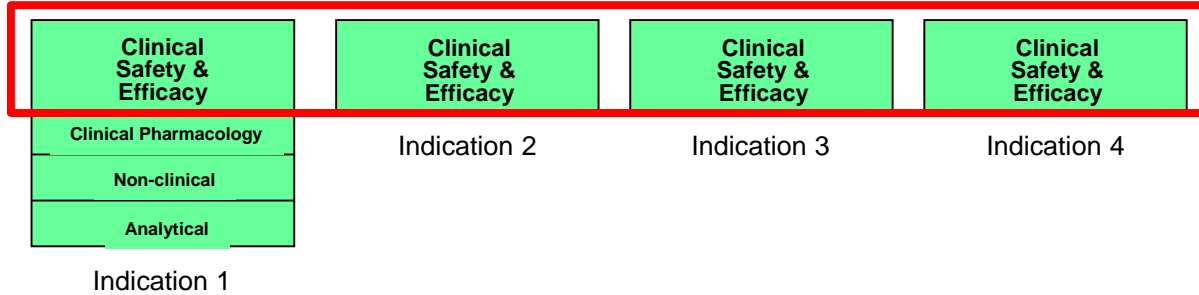 Clinical
Safety &
Efficacy
Clinical
Safety &
Efficacy
Clinical
Safety &
Efficacy
Clinical
Safety &
Efficacy
Clinical Pharmacology
Non-clinical
Analytical
Indication 1
Indication 2
Indication 3
Indication 4